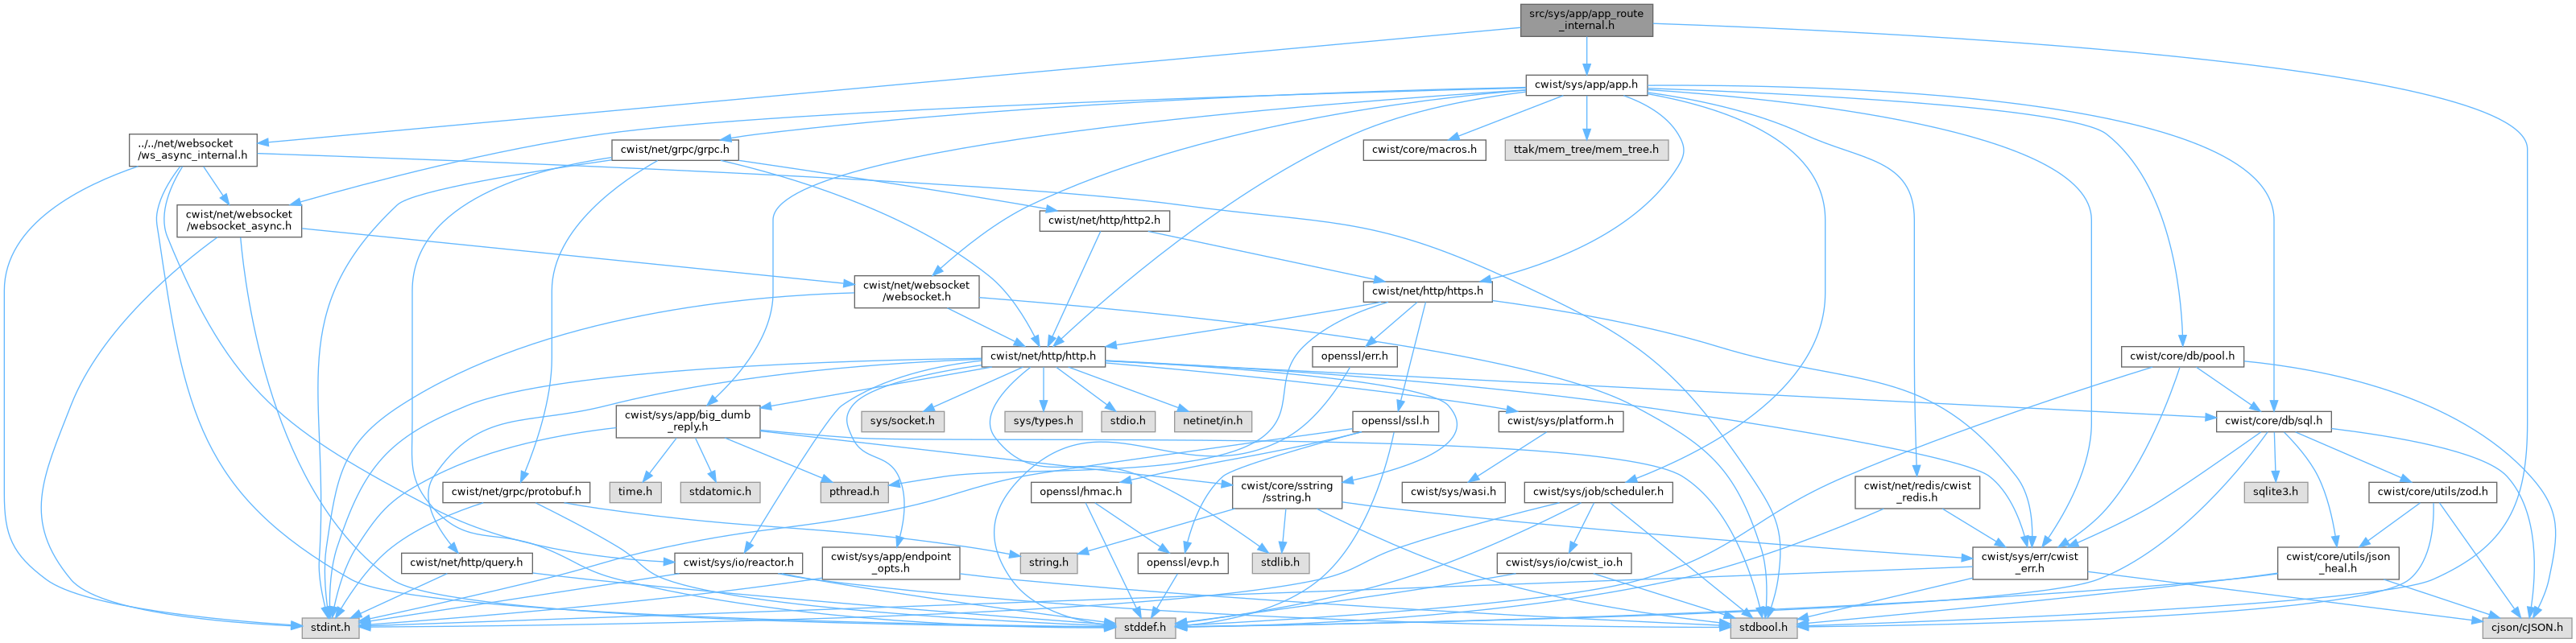 src/sys/app/app_route
_internal.h
cwist/sys/app/app.h
../../net/websocket
/ws_async_internal.h
cwist/net/grpc/grpc.h
cwist/core/macros.h
ttak/mem_tree/mem_tree.h
cwist/net/websocket
/websocket_async.h
cwist/net/http/http2.h
cwist/net/websocket
/websocket.h
cwist/net/http/https.h
cwist/net/http/http.h
openssl/err.h
cwist/core/db/pool.h
cwist/sys/app/big_dumb
_reply.h
sys/socket.h
sys/types.h
stdio.h
netinet/in.h
openssl/ssl.h
cwist/sys/platform.h
cwist/core/db/sql.h
cwist/net/grpc/protobuf.h
time.h
stdatomic.h
pthread.h
openssl/hmac.h
cwist/core/sstring
/sstring.h
cwist/sys/wasi.h
cwist/sys/job/scheduler.h
cwist/net/redis/cwist
_redis.h
sqlite3.h
cwist/core/utils/zod.h
cwist/net/http/query.h
cwist/sys/io/reactor.h
cwist/sys/app/endpoint
_opts.h
string.h
openssl/evp.h
stdlib.h
cwist/sys/io/cwist_io.h
cwist/sys/err/cwist
_err.h
cwist/core/utils/json
_heal.h
stdint.h
stddef.h
stdbool.h
cjson/cJSON.h